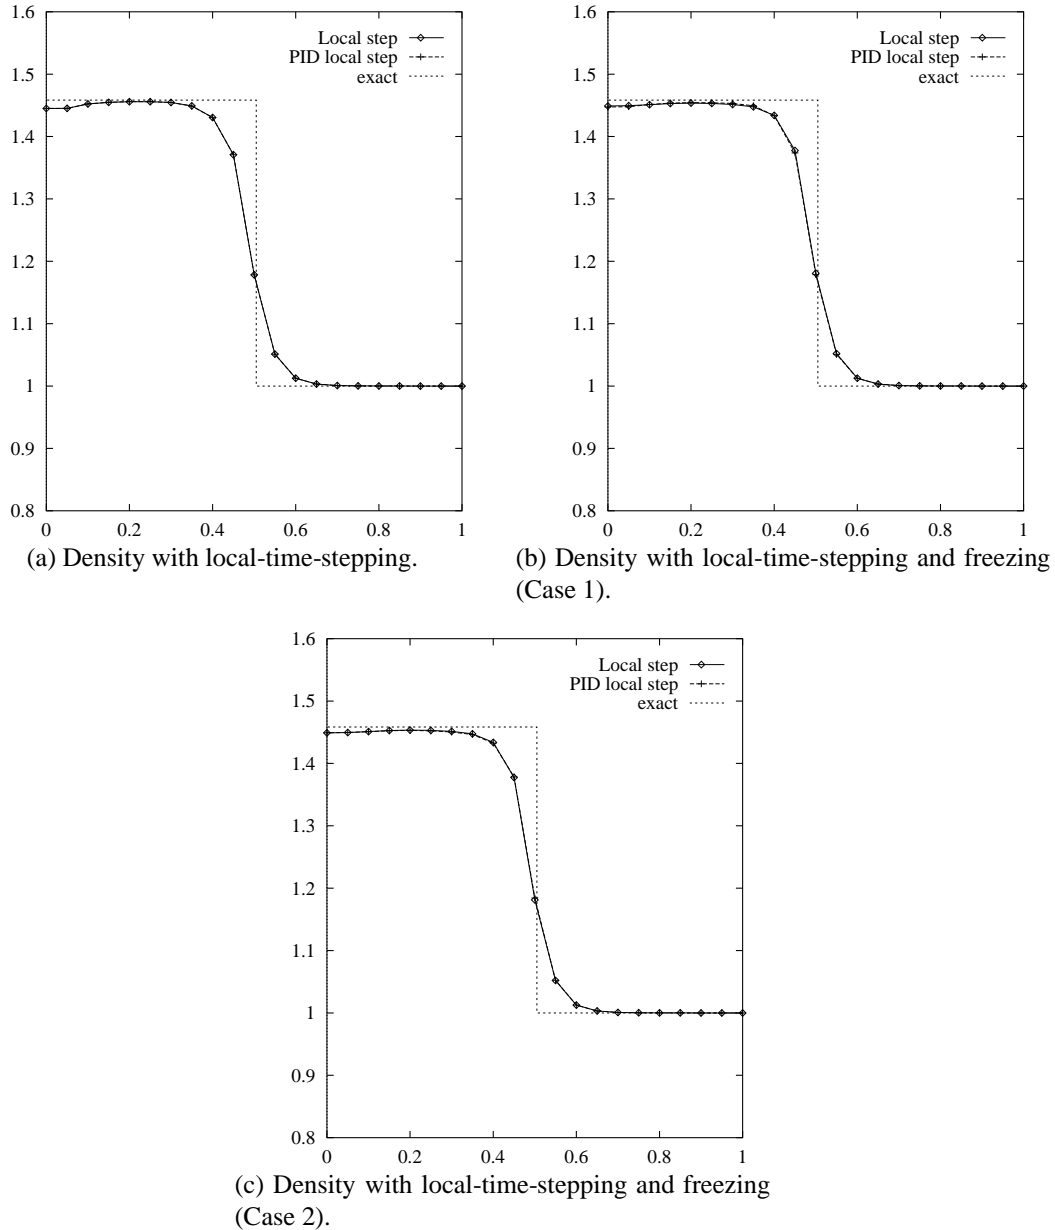 1.6
1.5
1.4
1.3
1.2
1.1
1
0.9
0.8
0 0.2 0.4 0.6 0.8 1
Local step
PID local step
exact
(a) Density with local-time-stepping.
1.6
1.5
1.4
1.3
1.2
1.1
1
0.9
0.8
0 0.2 0.4 0.6 0.8 1
Local step
PID local step
exact
(b) Density with local-time-stepping and freezing
(Case 1).
1.6
1.5
1.4
1.3
1.2
1.1
1
0.9
0.8
0 0.2 0.4 0.6 0.8 1
Local step
PID local step
exact
(c) Density with local-time-stepping and freezing
(Case 2).